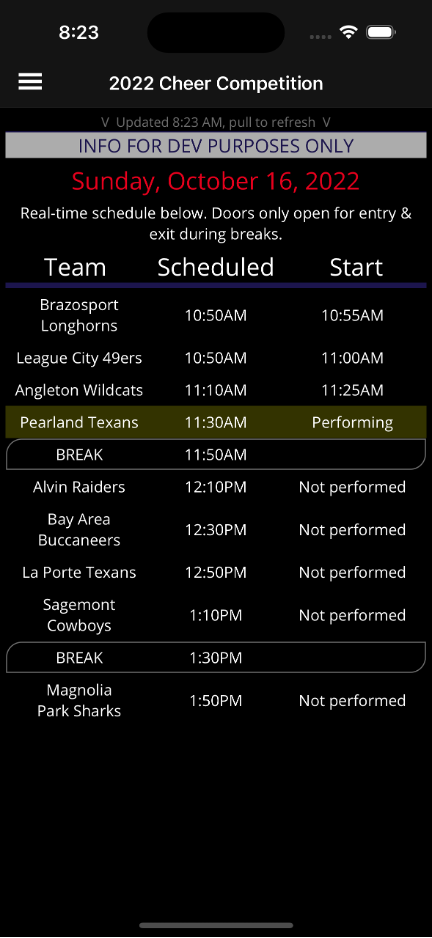 8:23
2022 Cheer Competition
V Updated 8:23 AM, pull to refresh V
INFO FOR DEV PURPOSES ONLY
Sunday, October 16, 2022
Real-time schedule below. Doors only open for entry &
exit during breaks.
Team Scheduled Start
Brazosport
Longhorns 10:50AM 10:55AM
League City 49ers 10:50AM 11:00AM
Angleton Wildcats 11:10AM 11:25AM
Pearland Texans 11:30AM Performing
BREAK 11:50AM
Alvin Raiders 12:10PM Not performed
Bay Area
Buccaneers 12:30PM Not performed
La Porte Texans 12:50PM Not performed
Sagemont
Cowboys 1:10PM Not performed
BREAK 1:30PM
Magnolia
Park Sharks 1:50PM Not performed